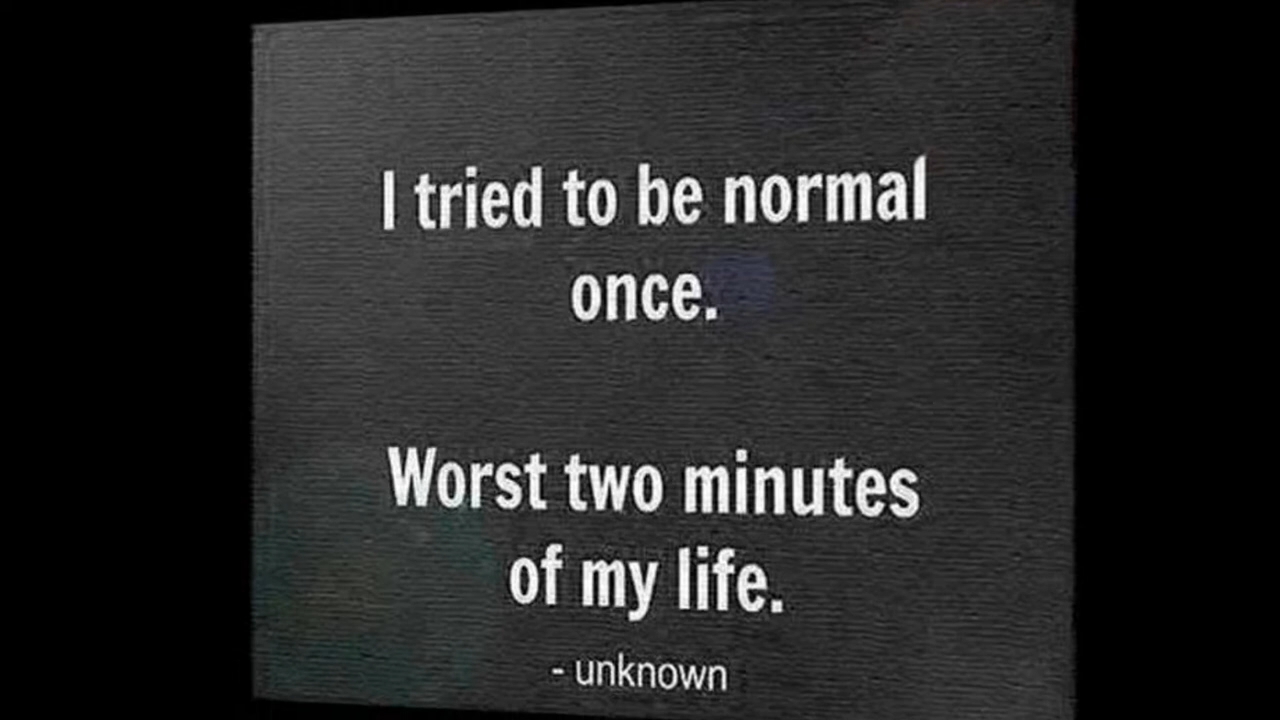 I tried to be normal
once.
Worst two minutes
of my life.
- unknown